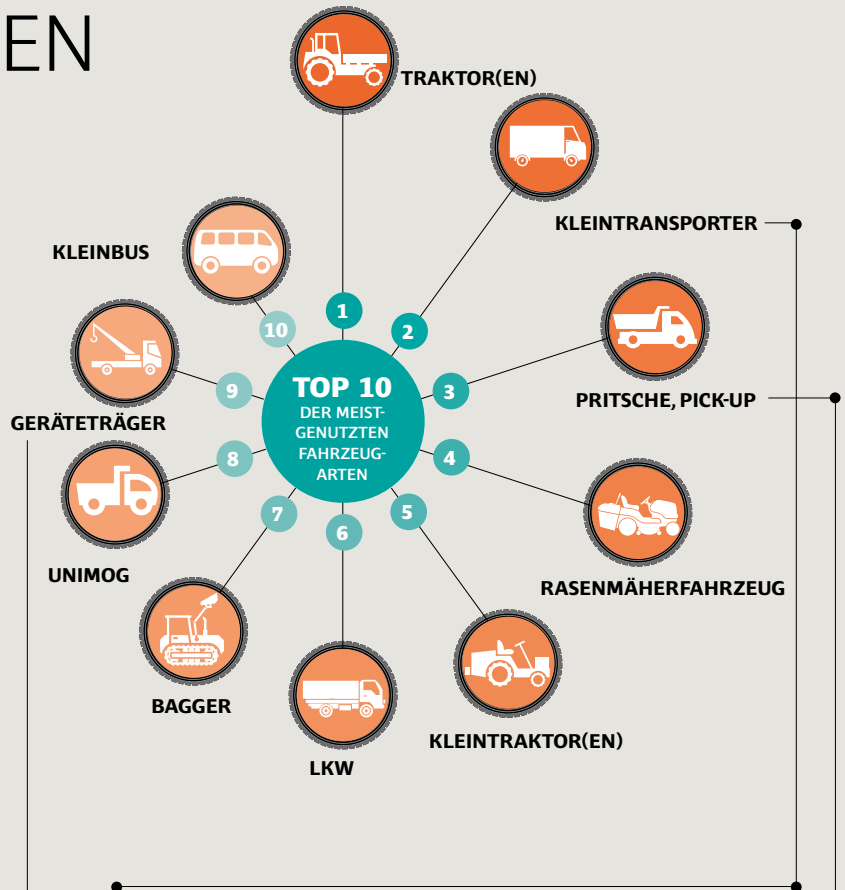 EN
TRAKTOR(EN)
KLEINTRANSPORTER
KLEINBUS
1
2
10
TOP 10
DER MEIST-
GENUTZTEN
FAHRZEUG-
ARTEN
3
PRITSCHE, PICK-UP
9
GERÄTETRÄGER
4
8
RASENMÄHERFAHRZEUG
7
6
5
UNIMOG
BAGGER
LKW
KLEINTRAKTOR(EN)